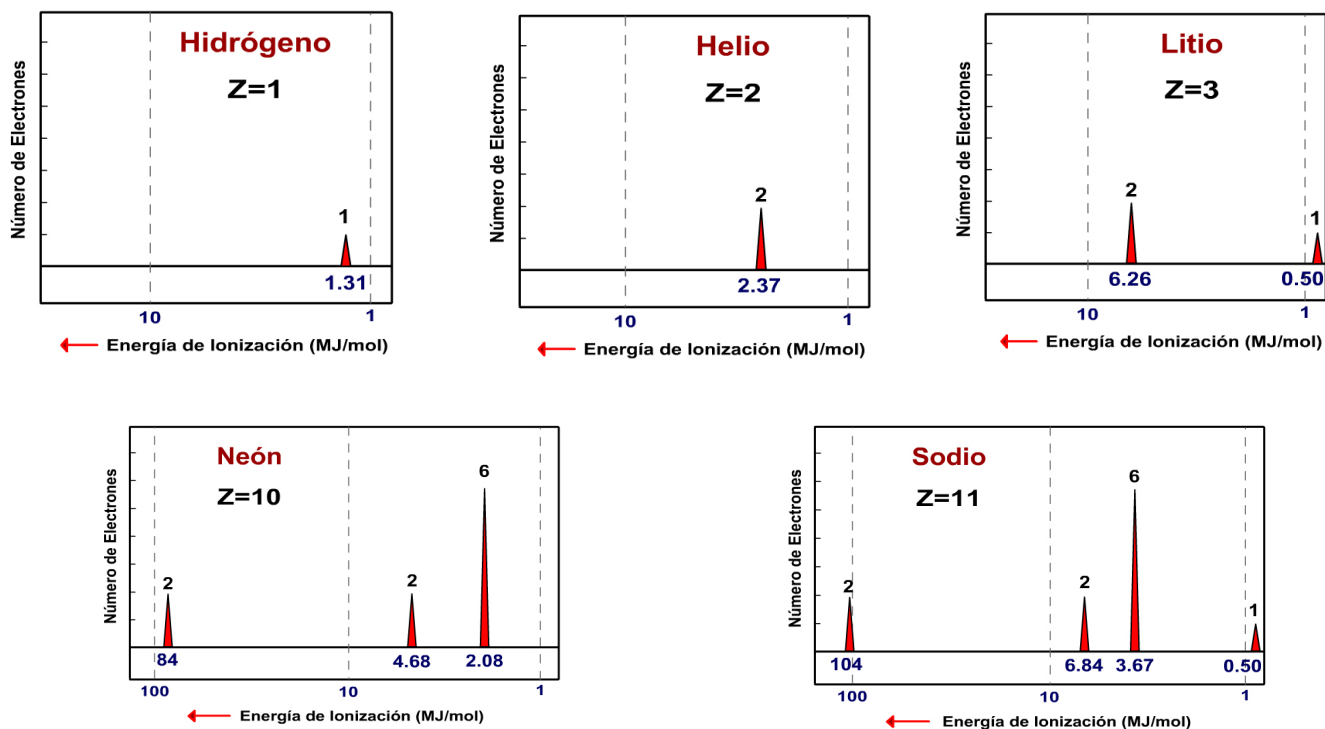 Número de Electrones
Hidrógeno
Z=1
1
1.31
10
1
Energía de Ionización (MJ/mol)
Número de Electrones
Helio
Z=2
2
2.37
10
1
Energía de Ionización (MJ/mol)
Número de Electrones
Litio
Z=3
2
1
6.26
0.50
10
1
Energía de Ionización (MJ/mol)
Número de Electrones
Neón
Z=10
6
2
2
84
4.68
2.08
100
10
1
Energía de Ionización (MJ/mol)
Número de Electrones
Sodio
Z=11
6
2
2
1
104
6.84
3.67
0.50
100
10
1
Energía de Ionización (MJ/mol)